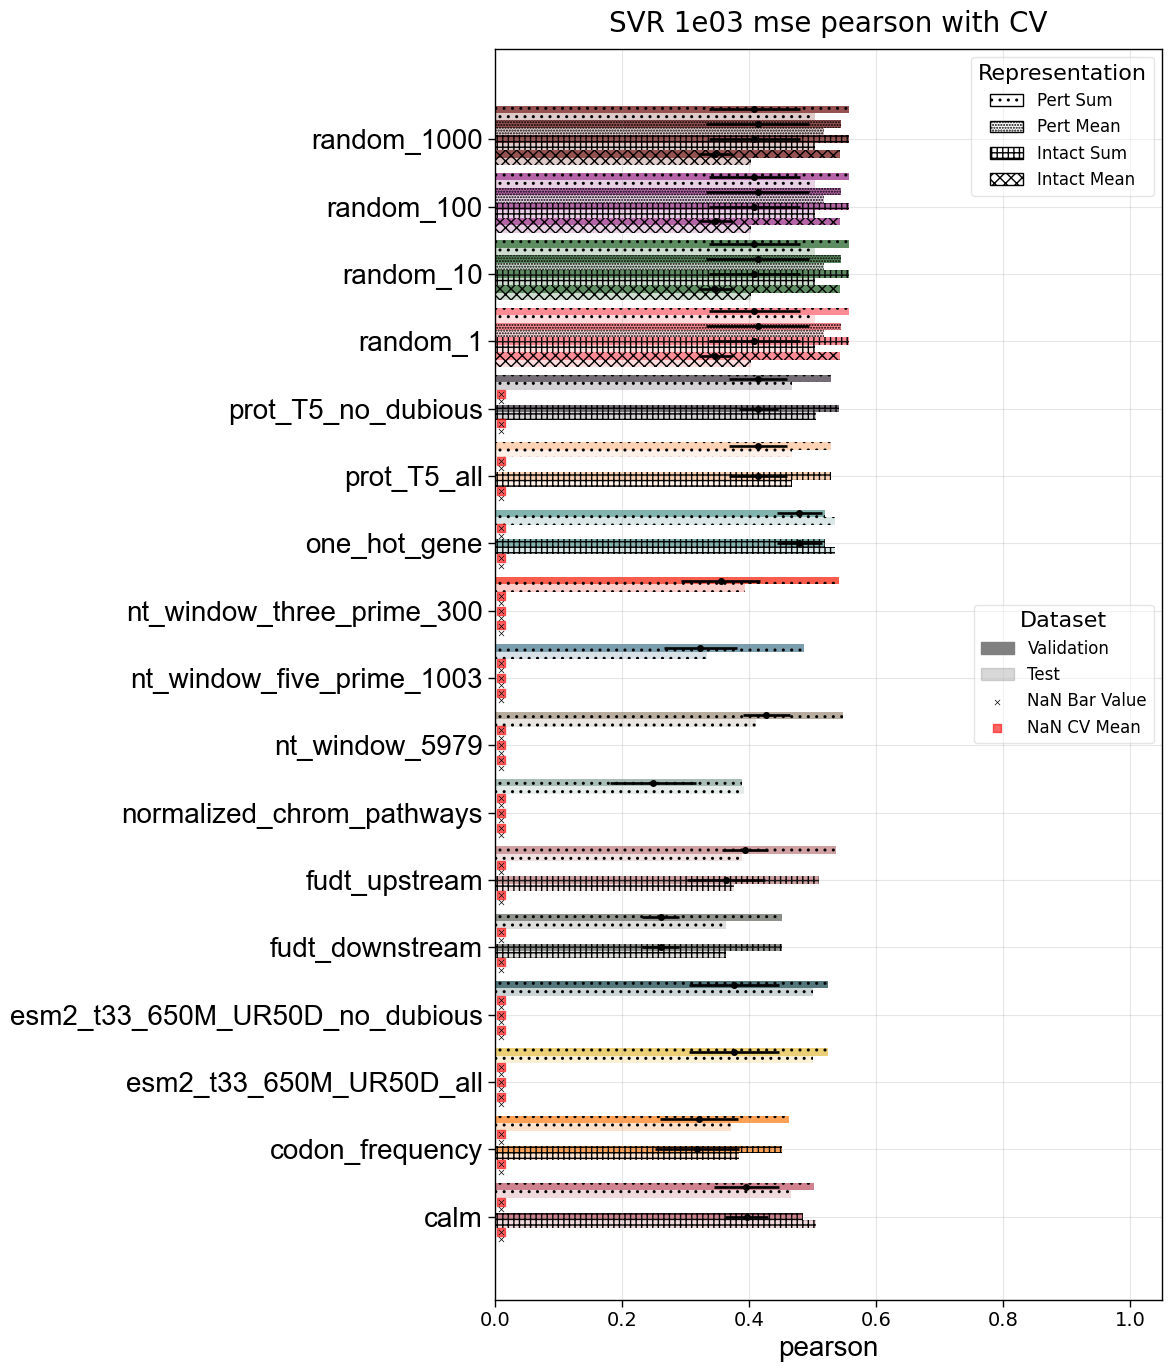 SVR 1e03 mse pearson with CV
Representation
Pert Sum
Pert Mean
Intact Sum
Intact Mean
random_1000
random_100
random_10
random_1
prot_T5_no_dubious
prot_T5_all
one_hot_gene
nt_window_three_prime_300
nt_window_five_prime_1003
nt_window_5979
normalized_chrom_pathways
fudt_upstream
fudt_downstream
esm2_t33_650M_UR50D_no_dubious
esm2_t33_650M_UR50D_all
codon_frequency
calm
Dataset
Validation
Test
NaN Bar Value
NaN CV Mean
0.0 0.2 0.4 0.6 0.8 1.0
pearson